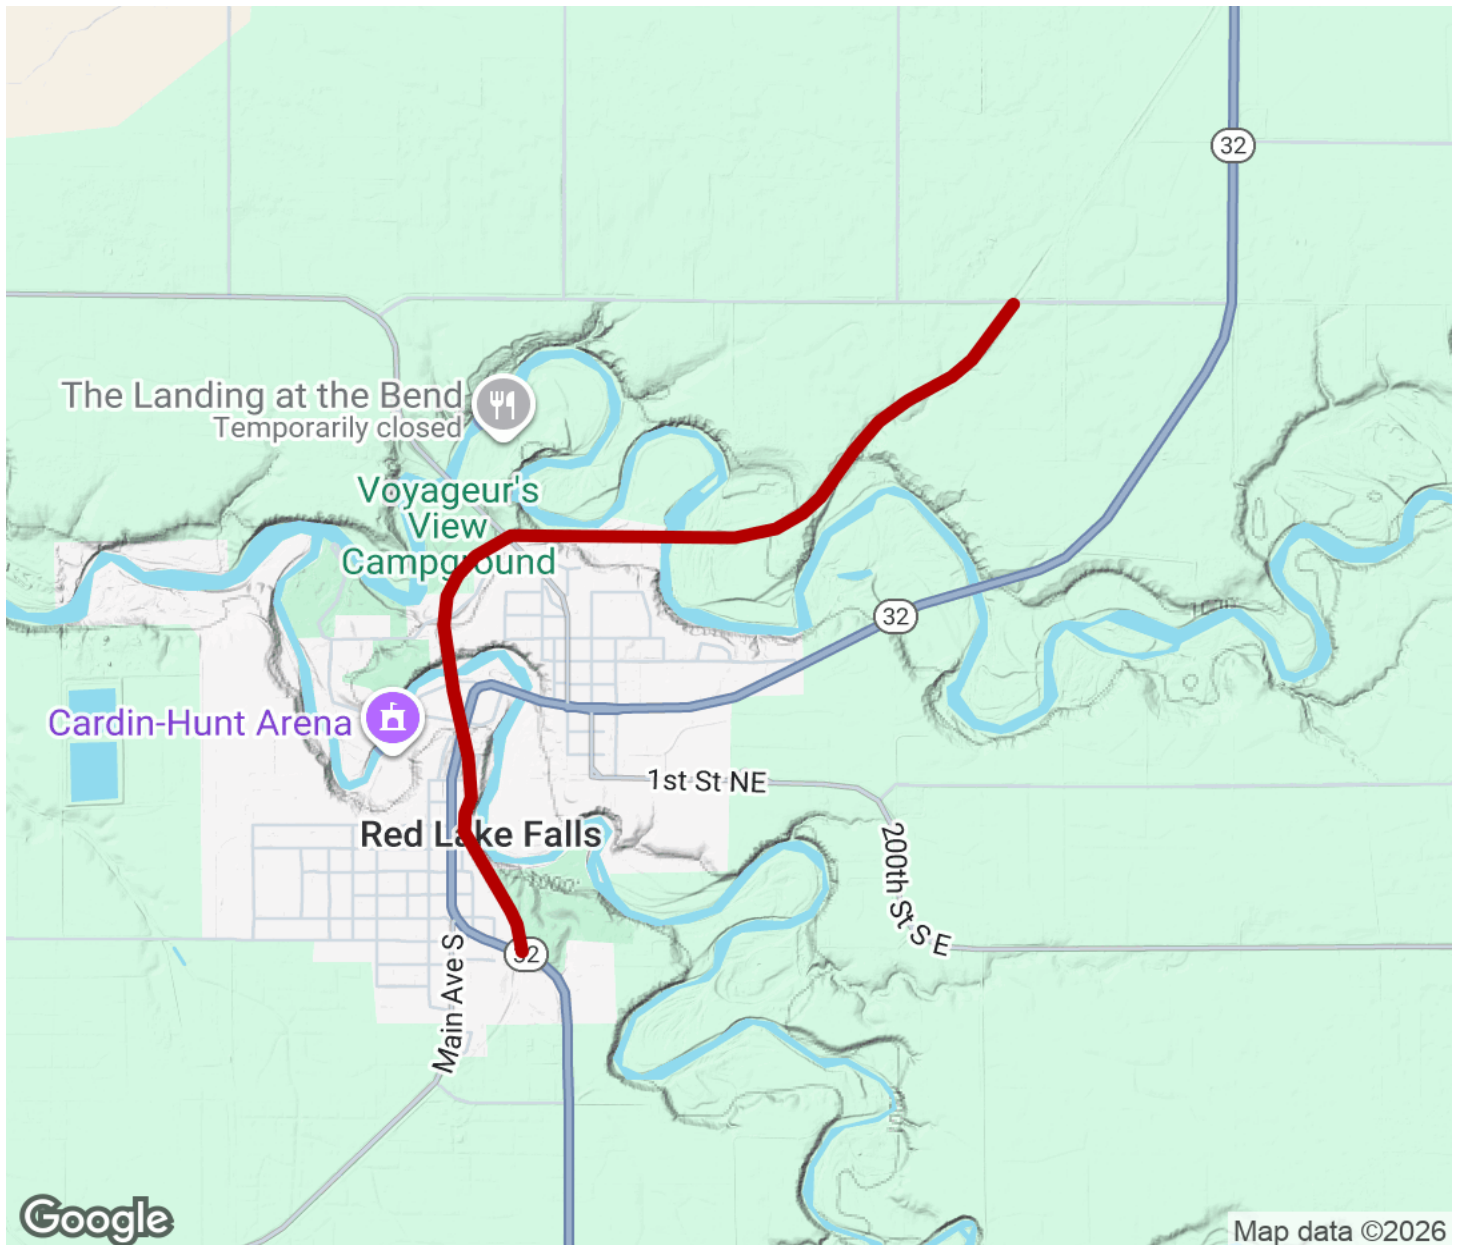 32
The Landing at the Bend
Temporarily closed
Voyageur's
View
Campground
32
Cardin-Hunt Arena
1st St NE
Red Lake Falls
200th St S E
32
Main Ave S
Google
Map data ©2026